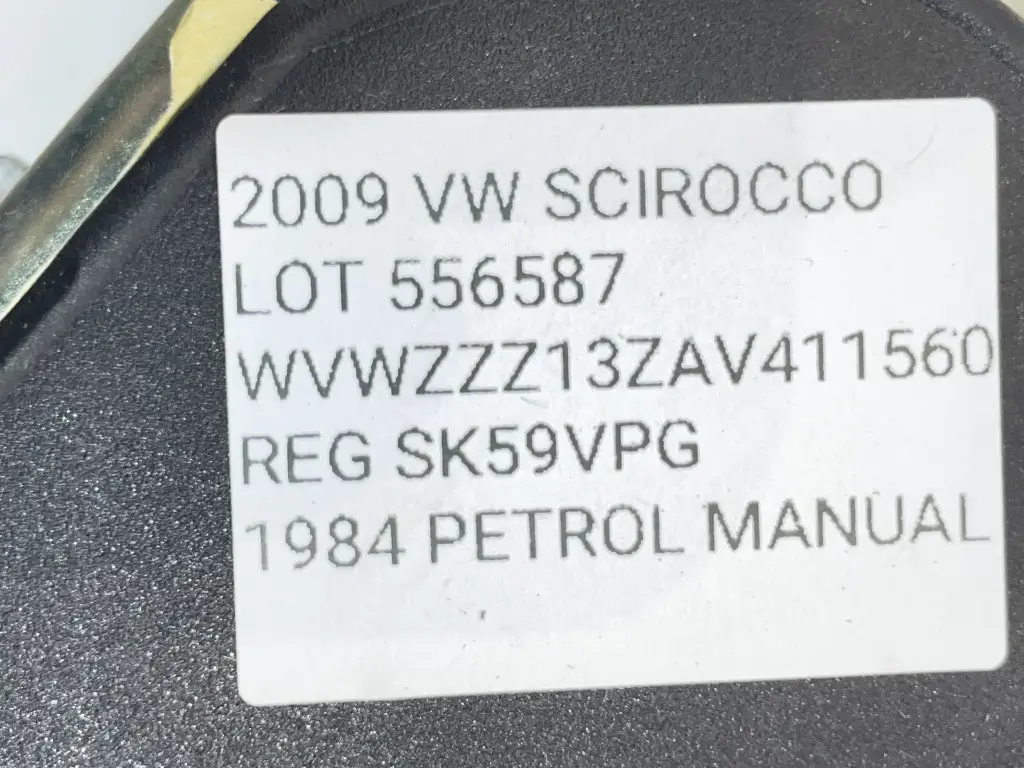 2009 VW SCIROCCO
LOT 556587
WVWZZZ13ZAV411560
REG SK59VPG
1984 PETROL MANUAL